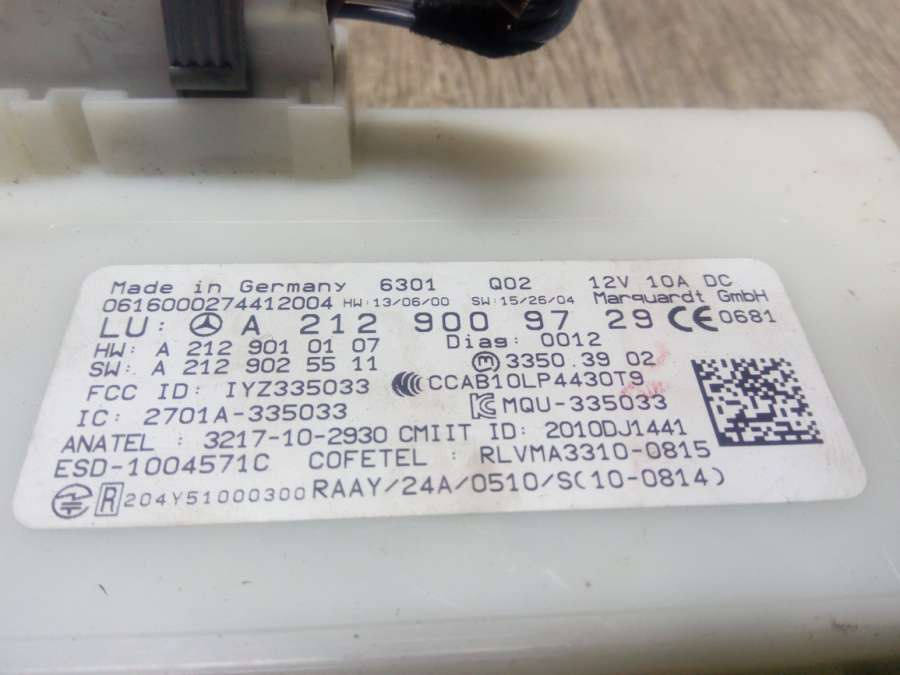 Made in Germany 6301 Q02 12V 10A DC
0616000274412004 HW:13/06/00 SW:15/26/04 Marquardt GmbH
LU: A 212 900 97 29 CE 0681
HW: A 212 901 01 07 Diag: 0012
SW: A 212 902 55 11 M 3350 3902
FCC ID: IYZ335033 CCAB10LP4430T9
IC: 2701A-335033 MQU-335033
ANATEL : 3217-10-2930 CMIIT ID: 2010DJ1441
ESD-1004571C COFETEL : RLVMA3310-0815
R 204Y51000300 RAAY/24A/0510/S(10-0814)